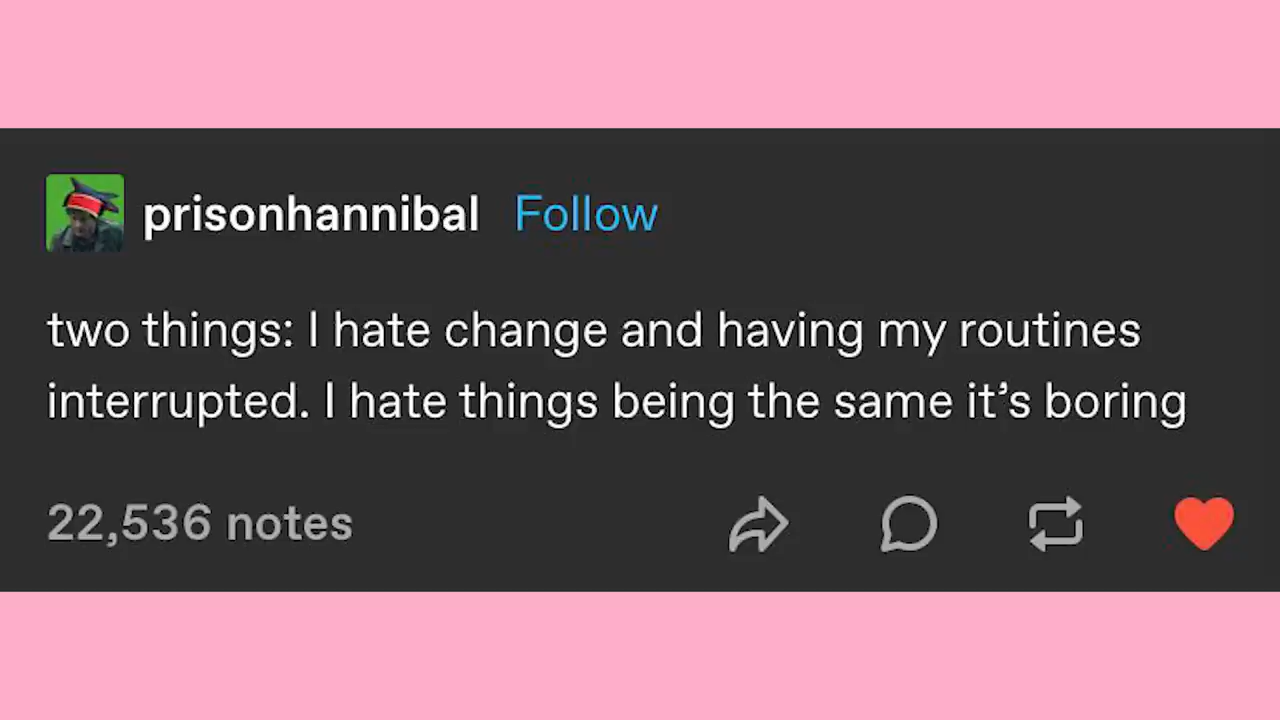 prisonhannibal Follow
two things: I hate change and having my routines
interrupted. I hate things being the same it’s boring
22,536 notes